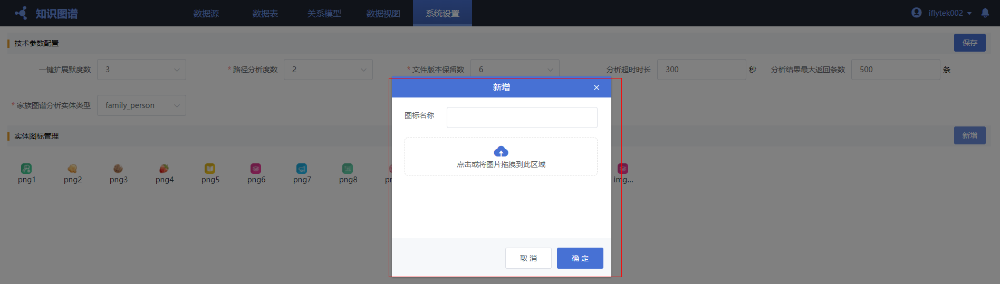 知识图谱 数据源 数据表 关系模型 数据视图 系统设置 iflytek002
技术参数配置 保存
一键扩展默度数 3 * 路径分析度数 2 * 文件版本保留数 6 分析超时时长 300 秒 分析结果最大返回条数 500 条
新增
图标名称
* 家族图谱分析实体类型 family_person
实体图标管理 新增
点击或将图片拖拽到此区域
png1 png2 png3 png4 png5 png6 png7 png8 img...
取消 确定